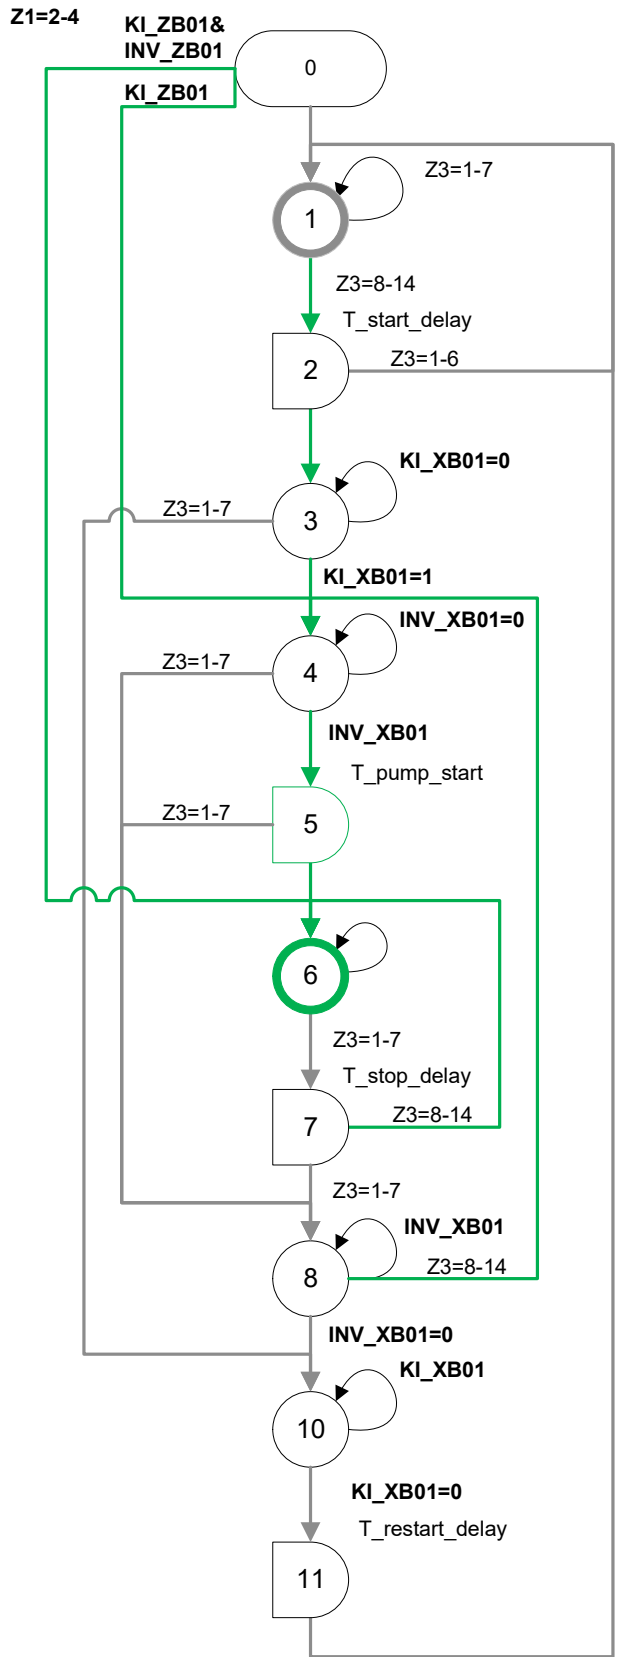 Z1=2-4
KI_ZB01&
INV_ZB01
KI_ZB01
0
Z3=1-7
1
Z3=8-14
T_start_delay
2
Z3=1-6
KI_XB01=0
Z3=1-7
3
KI_XB01=1
INV_XB01=0
Z3=1-7
4
INV_XB01
T_pump_start
Z3=1-7
5
6
Z3=1-7
T_stop_delay
7
Z3=8-14
Z3=1-7
INV_XB01
8
Z3=8-14
INV_XB01=0
KI_XB01
10
KI_XB01=0
T_restart_delay
11